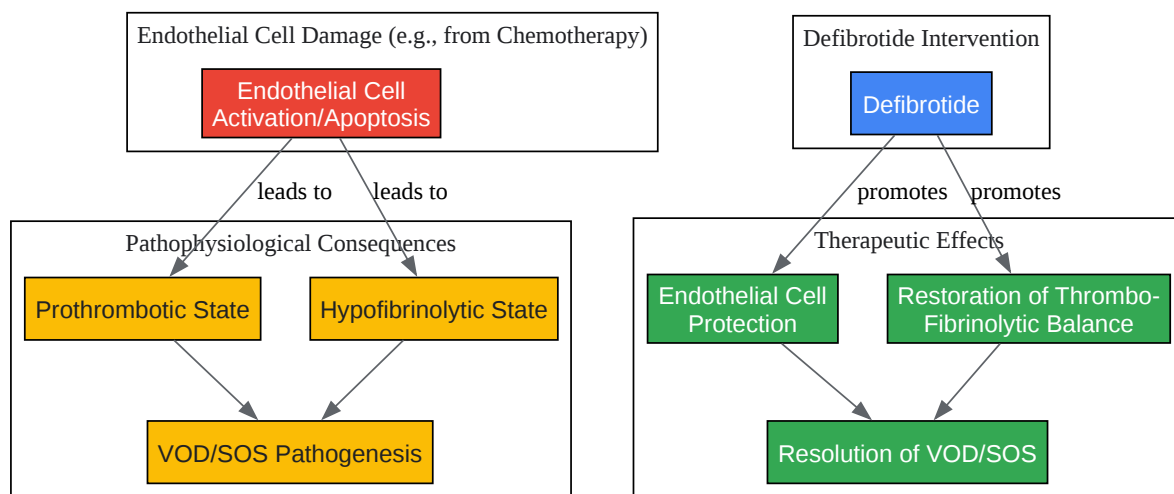 Endothelial Cell Damage (e.g., from Chemotherapy)
Endothelial Cell
Activation/Apoptosis
leads to
leads to
Pathophysiological Consequences
Prothrombotic State
Hypofibrinolytic State
VOD/SOS Pathogenesis
Defibrotide Intervention
Defibrotide
promotes
promotes
Therapeutic Effects
Endothelial Cell
Protection
Restoration of Thrombo-
Fibrinolytic Balance
Resolution of VOD/SOS